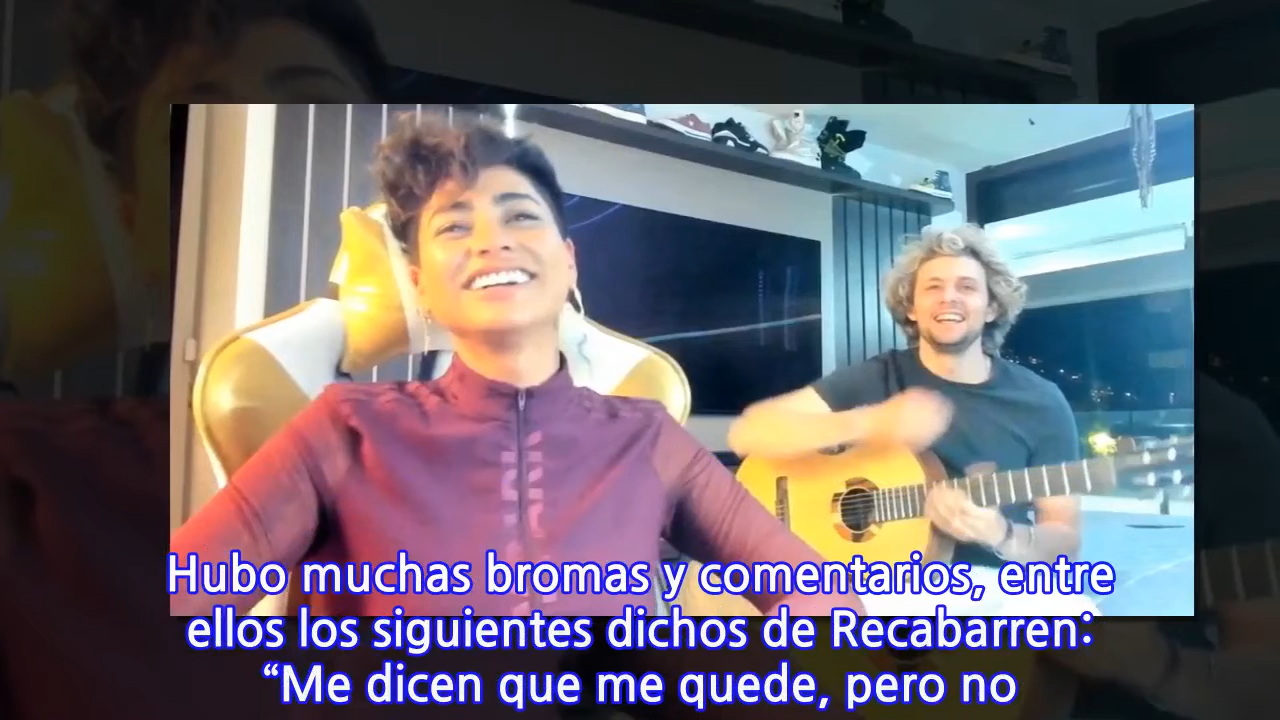 Hubo muchas bromas y comentarios, entre
ellos los siguientes dichos de Recabarren:
“Me dicen que me quede, pero no